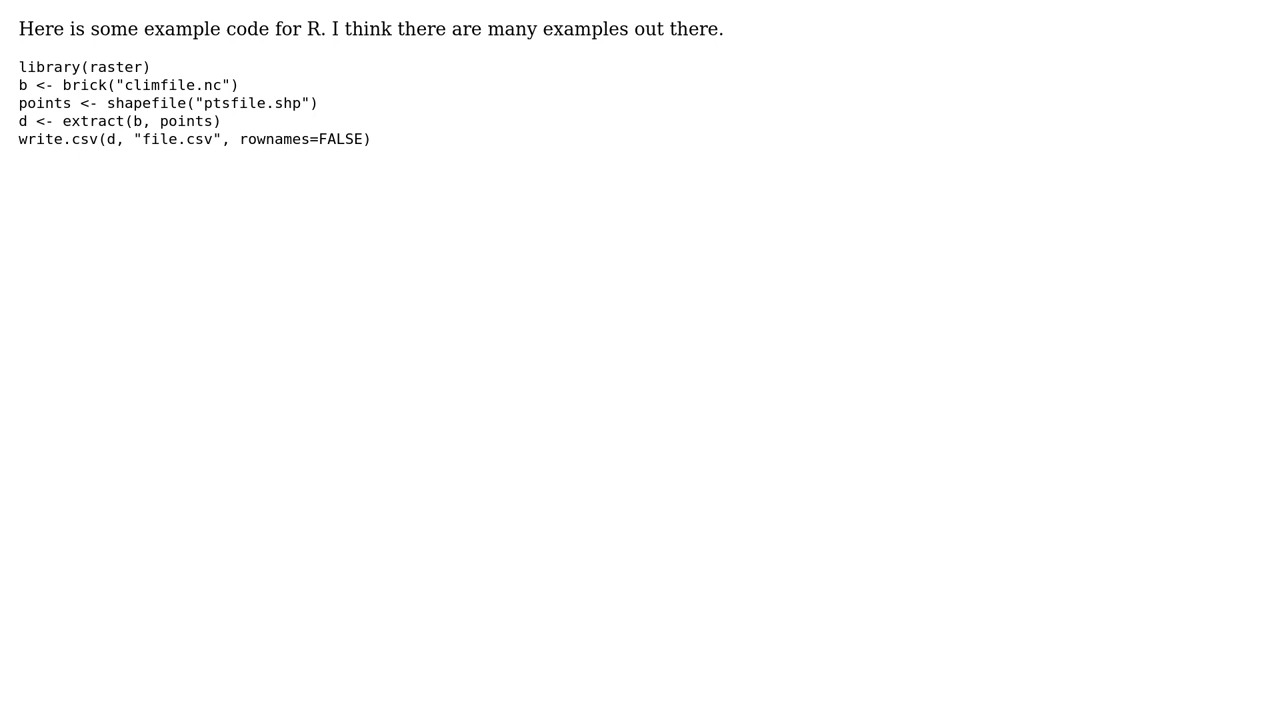 Here is some example code for R. I think there are many examples out there.
library(raster)
b <- brick("climfile.nc")
points <- shapefile("ptsfile.shp")
d <- extract(b, points)
write.csv(d, "file.csv", rownames=FALSE)